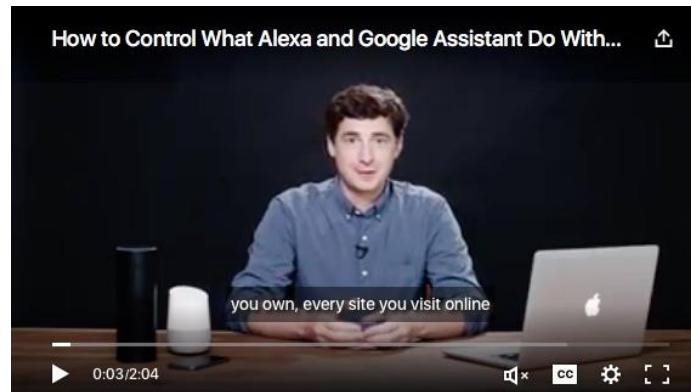 How to Control What Alexa and Google Assistant Do With...
you own, every site you visit online
0:03/2:04
CC